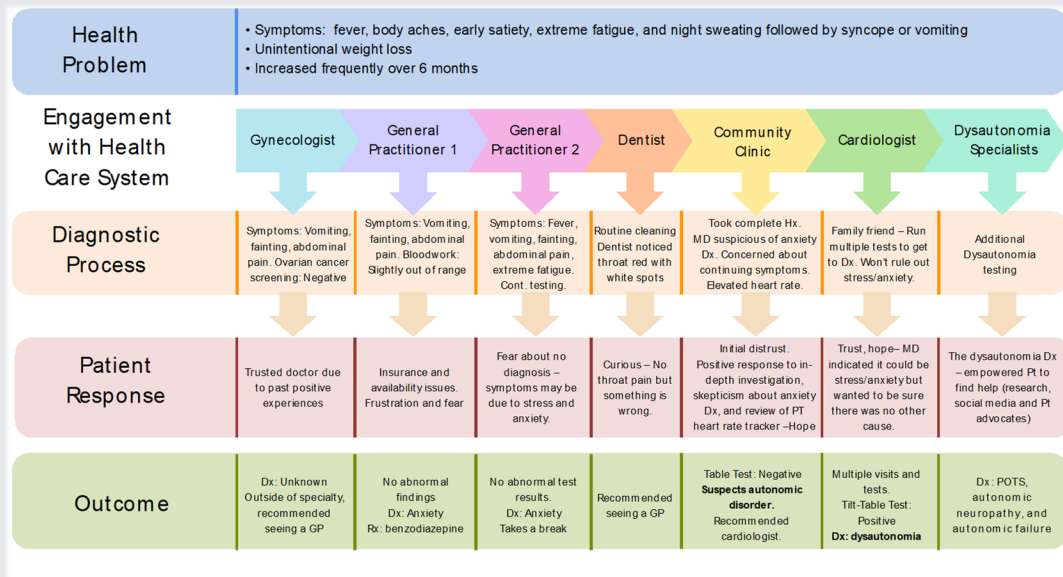 Health
Problem
• Symptoms: fever, body aches, early satiety, extreme fatigue, and night sweating followed by syncope or vomiting
• Unintentional weight loss
• Increased frequently over 6 months
Engagement
with Health
Care System
Gynecologist
General
Practitioner 1
General
Practitioner 2
Dentist
Community
Clinic
Cardiologist
Dysautonomia
Specialists
Diagnostic
Process
Symptoms: Vomiting,
fainting, abdominal
pain. Ovarian cancer
screening: Negative
Symptoms: Vomiting,
fainting, abdominal
pain. Bloodwork:
Slightly out of range
Symptoms: Fever,
vomiting, fainting,
abdominal pain,
extreme fatigue.
Cont. testing.
Routine cleaning
Dentist noticed
throat red with
white spots
Took complete Hx.
MD suspicious of anxiety
Dx. Concerned about
continuing symptoms.
Elevated heart rate.
Family friend – Run
multiple tests to get
to Dx. Won't rule out
stress/anxiety.
Additional
Dysautonomia
testing
Patient
Response
Trusted doctor due
to past positive
experiences
Insurance and
availability issues.
Frustration and fear
Fear about no
diagnosis –
symptoms may be
due to stress and
anxiety.
Curious – No
throat pain but
something is
wrong.
Initial distrust.
Positive response to in-
depth investigation,
skepticism about anxiety
Dx, and review of PT
heart rate tracker –Hope
Trust, hope– MD
indicated it could be
stress/anxiety but
wanted to be sure
there was no other
cause.
The dysautonomia Dx
– empowered Pt to
find help (research,
social media and Pt
advocates)
Outcome
Dx: Unknown
Outside of specialty,
recommended
seeing a GP
No abnormal
findings
Dx: Anxiety
Rx: benzodiazepine
No abnormal test
results.
Dx: Anxiety
Takes a break
Recommended
seeing a GP
Table Test: Negative
Suspects autonomic
disorder.
Recommended
cardiologist.
Multiple visits and
tests.
Tilt-Table Test:
Positive
Dx: dysautonomia
Dx: POTS,
autonomic
neuropathy, and
autonomic failure